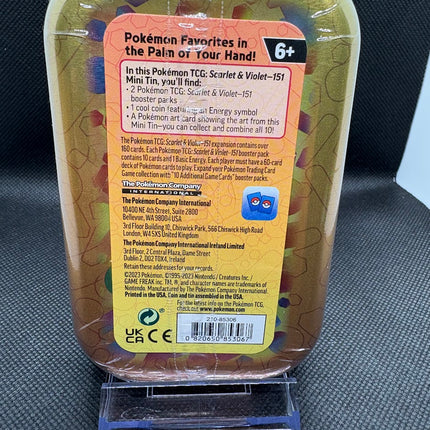 Pokémon Favorites in
the Palm of Your Hand!
6+
In this Pokémon TCG: Scarlet & Violet—151
Mini Tin, you'll find:
• 2 Pokémon TCG: Scarlet & Violet—151
booster packs
• 1 cool coin featuring an Energy symbol
• A Pokémon art card showing the art from this
Mini Tin—you can collect and combine all 10!
The Pokémon TCG: Scarlet & Violet—151 expansion contains over
160 cards. Each Pokémon TCG: Scarlet & Violet—151 booster pack
contains 10 cards and 1 Basic Energy. Each player must have a 60-card
deck of Pokémon cards to play. Expand your Pokémon Trading Card
Game collection with "10 Additional Game Cards" booster packs.
The Pokémon Company
INTERNATIONAL
The Pokémon Company International
10400 NE 4th Street, Suite 2800
Bellevue, WA 98004 USA
3rd Floor Building 10, Chiswick Park, 566 Chiswick High Road
London, W4 5XS United Kingdom
The Pokémon Company International Ireland Limited
3rd Floor, 2 Central Plaza, Dame Street
Dublin 2, D02 T0X4, Ireland
Retain these addresses for your records.
©2023 Pokémon. ©1995–2023 Nintendo / Creatures Inc. /
GAME FREAK inc. TM, ®, and character names are trademarks of
Nintendo. Manufactured by The Pokémon Company International.
Printed in the USA. Coin and tin assembled in the USA.
For the latest info on the Pokémon TCG,
check out www.pokemon.com
210-85306
UK
CA CE
0 820650 853067